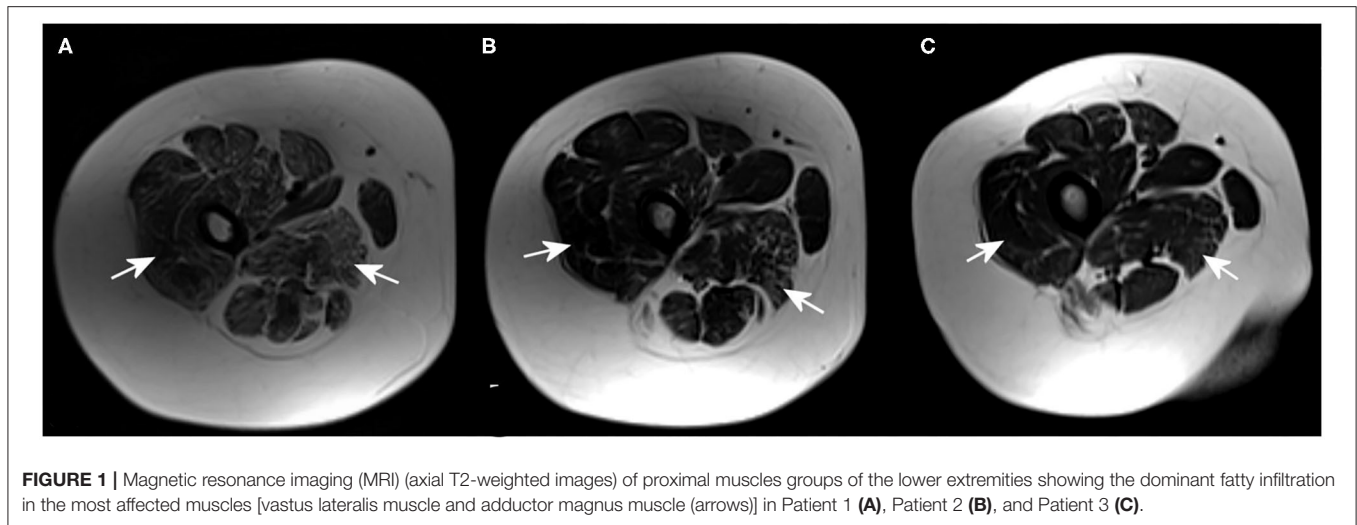 A
B
C
FIGURE 1 | Magnetic resonance imaging (MRI) (axial T2-weighted images) of proximal muscles groups of the lower extremities showing the dominant fatty infiltration
in the most affected muscles [vastus lateralis muscle and adductor magnus muscle (arrows)] in Patient 1 (A), Patient 2 (B), and Patient 3 (C).